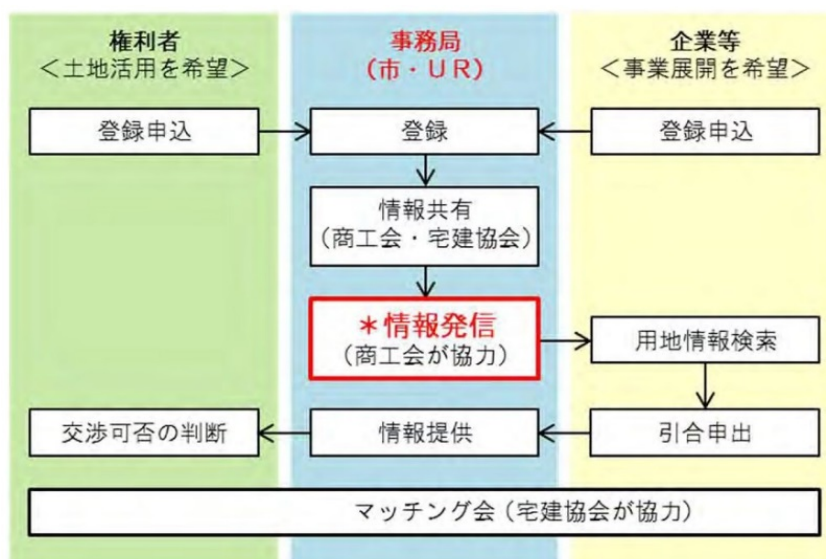 権利者
＜土地活用を希望＞
事務局
(市・ＵＲ)
企業等
＜事業展開を希望＞
登録申込
登録
登録申込
情報共有
(商工会・宅建協会)
＊情報発信
(商工会が協力)
用地情報検索
交渉可否の判断
情報提供
引合申出
マッチング会(宅建協会が協力)